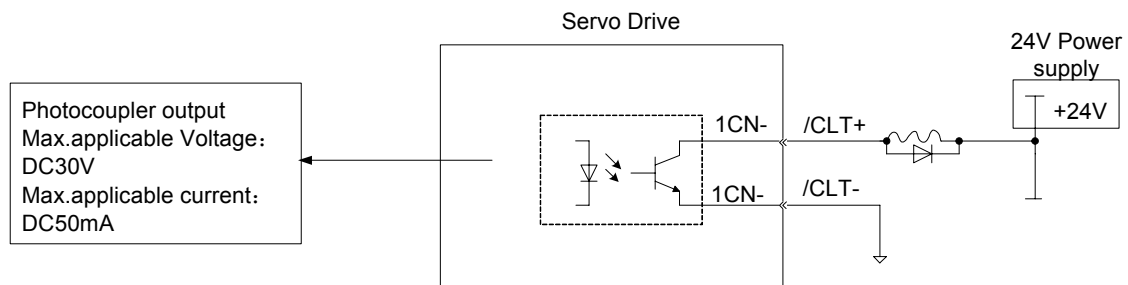 Servo Drive
24V Power
supply
+24V
Photocoupler output
Max.applicable Voltage：
DC30V
Max.applicable current：
DC50mA
1CN-
/CLT+
1CN-
/CLT-